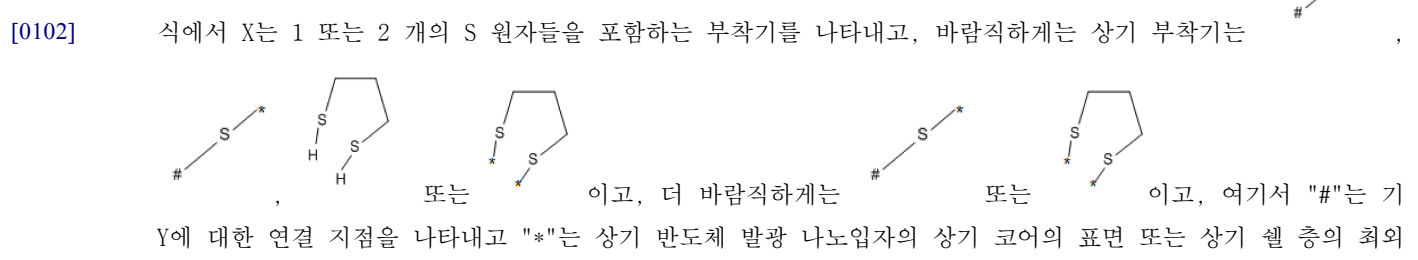 #
[0102] 식에서 X는 1 또는 2 개의 S 원자들을 포함하는 부착기를 나타내고, 바람직하게는 상기 부착기는 ,
# S * , S H S H 또는 S * S * 이고, 더 바람직하게는 # S * 또는 S * S * 이고, 여기서 "#"는 기
Y에 대한 연결 지점을 나타내고 "*"는 상기 반도체 발광 나노입자의 상기 코어의 표면 또는 상기 쉘 층의 최외